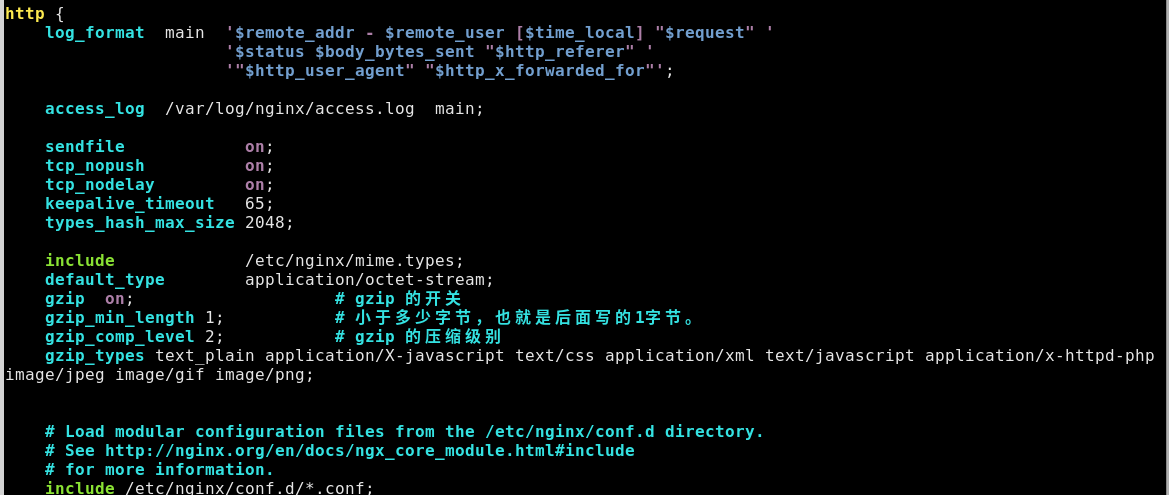 http {
    log_format  main  '$remote_addr - $remote_user [$time_local] "$request" '
                      '$status $body_bytes_sent "$http_referer" '
                      '"$http_user_agent" "$http_x_forwarded_for"';
    access_log  /var/log/nginx/access.log  main;
    sendfile            on;
    tcp_nopush          on;
    tcp_nodelay         on;
    keepalive_timeout   65;
    types_hash_max_size 2048;
    include             /etc/nginx/mime.types;
    default_type        application/octet-stream;
    gzip  on;                    # gzip 的开关
    gzip_min_length 1;           # 小于多少字节，也就是后面写的1字节。
    gzip_comp_level 2;           # gzip 的压缩级别
    gzip_types text_plain application/X-javascript text/css application/xml text/javascript application/x-httpd-php
image/jpeg image/gif image/png;
    # Load modular configuration files from the /etc/nginx/conf.d directory.
    # See http://nginx.org/en/docs/ngx_core_module.html#include
    # for more information.
    include /etc/nginx/conf.d/*.conf;